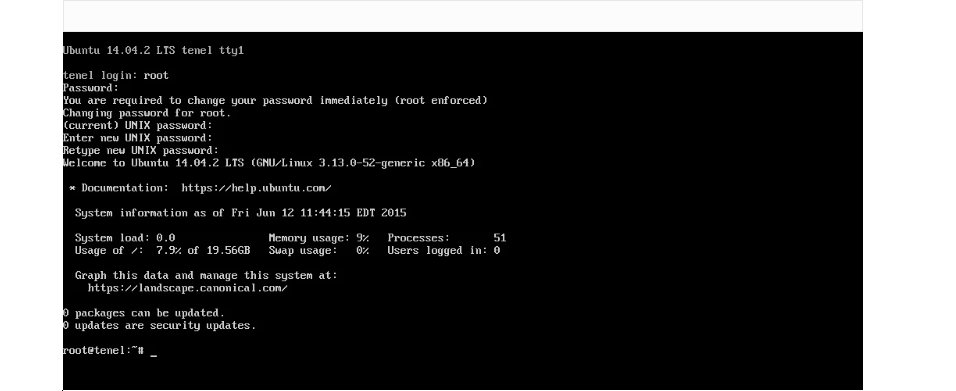 Ubuntu 14.04.2 LTS tenel tty1
tenel login: root
Password:
You are required to change your password immediately (root enforced)
Changing password for root.
(current) UNIX password:
Enter new UNIX password:
Retype new UNIX password:
Welcome to Ubuntu 14.04.2 LTS (GNU/Linux 3.13.0-52-generic x86_64)
* Documentation:  https://help.ubuntu.com/
System information as of Fri Jun 12 11:44:15 EDT 2015
System load: 0.0               Memory usage: 9%   Processes:       51
Usage of /:  7.9% of 19.56GB   Swap usage:   0%   Users logged in: 0
Graph this data and manage this system at:
https://landscape.canonical.com/
0 packages can be updated.
0 updates are security updates.
root@tenel:~# _